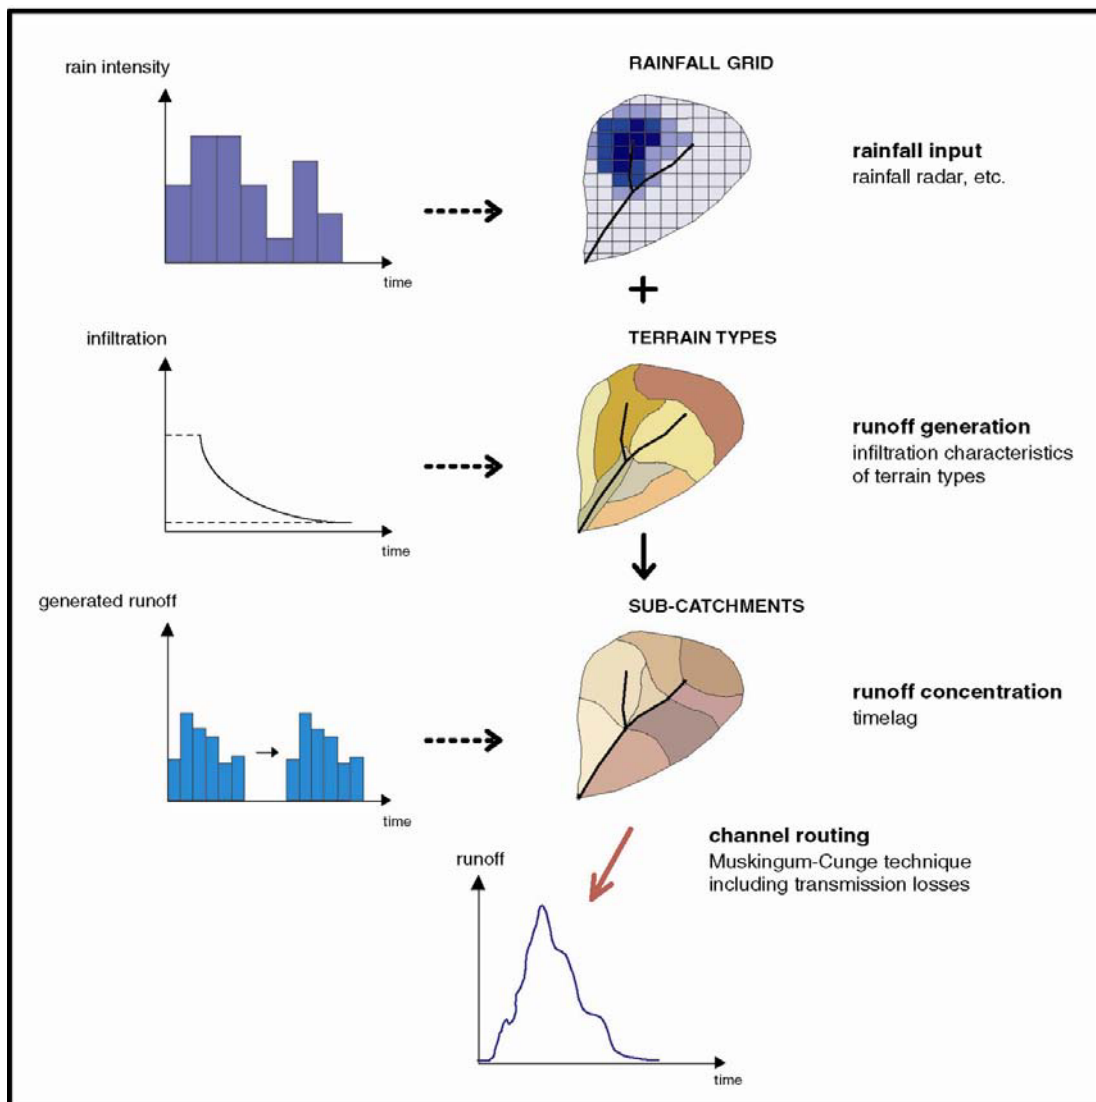 rain intensity
RAINFALL GRID
rainfall input
rainfall radar, etc.
time
infiltration
TERRAIN TYPES
runoff generation
infiltration characteristics
of terrain types
time
generated runoff
SUB-CATCHMENTS
runoff concentration
timelag
time
channel routing
Muskingum-Cunge technique
including transmission losses
runoff
time